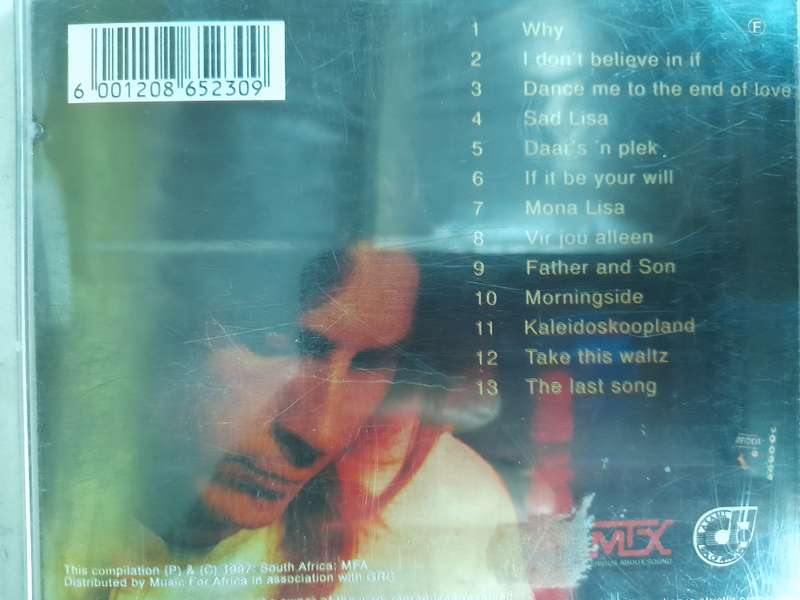 1 Why
F
2 I don't believe in if
3 Dance me to the end of love
4 Sad Lisa
5 Daar's 'n plek
6 If it be your will
7 Mona Lisa
8 Vir jou alleen
9 Father and Son
10 Morningside
11 Kaleidoskoopland
12 Take this waltz
13 The last song
6 001208 652309
MTX
This compilation (P) & (C) 1997 South Africa: MFA
Distributed by Music For Africa in association with GRC